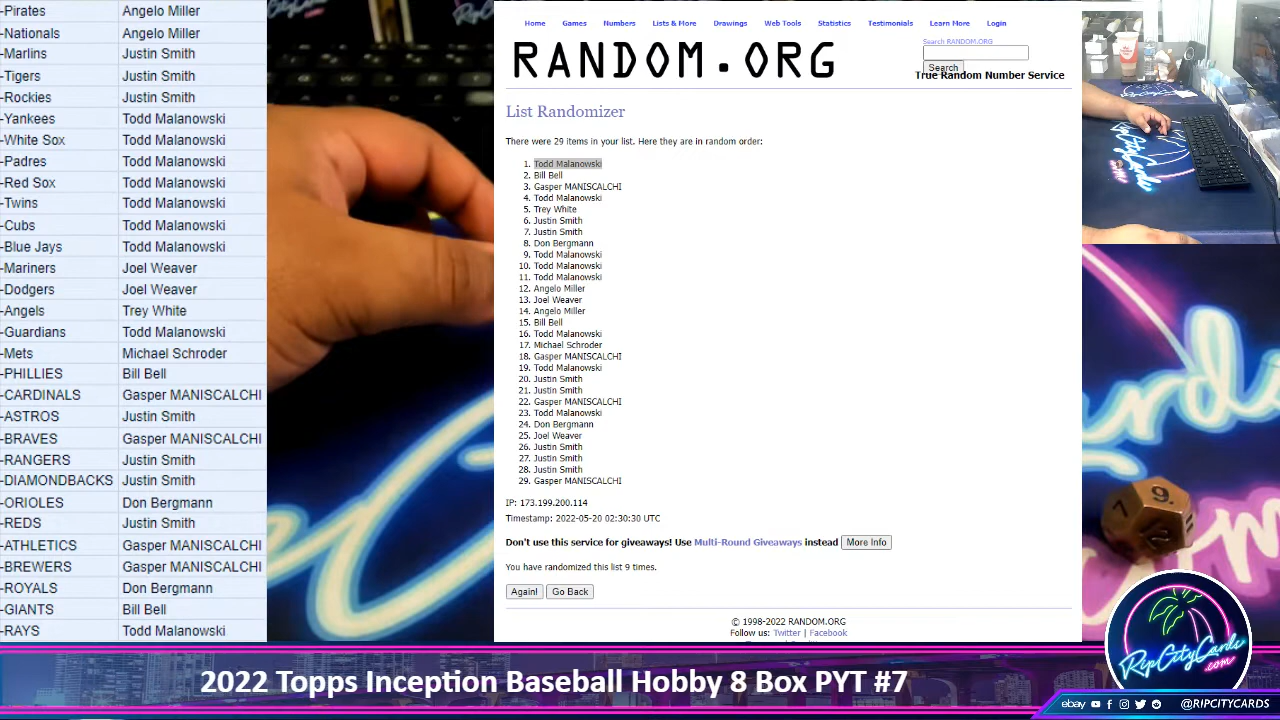 -Pirates Angelo Miller
-Nationals Angelo Miller
-Marlins Justin Smith
-Tigers Justin Smith
-Rockies Justin Smith
-Yankees Todd Malanowski
-White Sox Todd Malanowski
-Padres Todd Malanowski
-Red Sox Todd Malanowski
-Twins Todd Malanowski
-Cubs Todd Malanowski
-Blue Jays Todd Malanowski
-Mariners Joel Weaver
-Dodgers Joel Weaver
-Angels Trey White
-Guardians Todd Malanowski
-Mets Michael Schroder
-PHILLIES Bill Bell
-CARDINALS Gasper MANISCALCHI
-ASTROS Justin Smith
-BRAVES Gasper MANISCALCHI
-RANGERS Justin Smith
-DIAMONDBACKS Justin Smith
-ORIOLES Don Bergmann
-REDS Justin Smith
-ATHLETICS Gasper MANISCALCHI
-BREWERS Gasper MANISCALCHI
-ROYALS Don Bergmann
-GIANTS Bill Bell
-RAYS Todd Malanowski
Home Games Numbers Lists & More Drawings Web Tools Statistics Testimonials Learn More Login
RANDOM.ORG
Search RANDOM.ORG
Search
True Random Number Service
List Randomizer
There were 29 items in your list. Here they are in random order:
1. Todd Malanowski
2. Bill Bell
3. Gasper MANISCALCHI
4. Todd Malanowski
5. Trey White
6. Justin Smith
7. Justin Smith
8. Don Bergmann
9. Todd Malanowski
10. Todd Malanowski
11. Todd Malanowski
12. Angelo Miller
13. Joel Weaver
14. Angelo Miller
15. Bill Bell
16. Todd Malanowski
17. Michael Schroder
18. Gasper MANISCALCHI
19. Todd Malanowski
20. Justin Smith
21. Justin Smith
22. Gasper MANISCALCHI
23. Todd Malanowski
24. Don Bergmann
25. Joel Weaver
26. Justin Smith
27. Justin Smith
28. Justin Smith
29. Gasper MANISCALCHI
IP: 173.199.200.114
Timestamp: 2022-05-20 02:30:30 UTC
Don't use this service for giveaways! Use Multi-Round Giveaways instead More Info
You have randomized this list 9 times.
Again! Go Back
© 1998-2022 RANDOM.ORG
Follow us: Twitter | Facebook
9.
RipCityCards
.com
2022 Topps Inception Baseball Hobby 8 Box PYT #7
ebay @RIPCITYCARDS